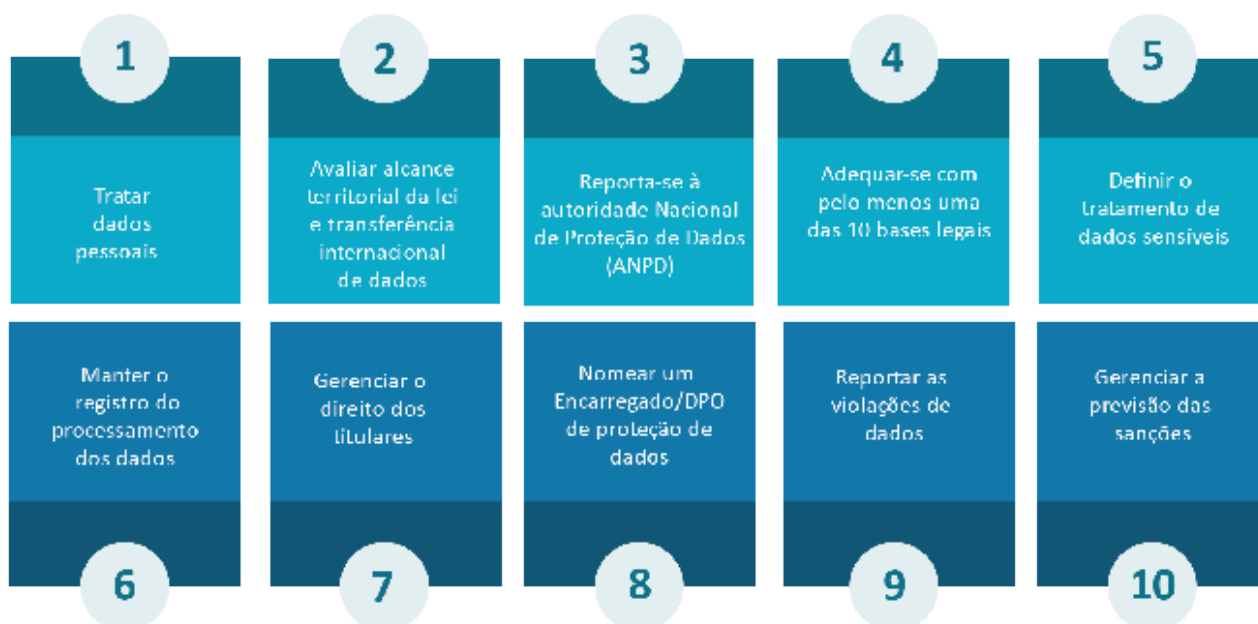 1
Tratar
dados
pessoais
2
Avaliar alcance
territorial da lei
e transferência
internacional
de dados
3
Reporta-se à
autoridade Nacional
de Proteção de Dados
(ANPD)
4
Adequar-se com
pelo menos uma
das 10 bases legais
5
Definir o
tratamento de
dados sensíveis
Manter o
registro do
processamento
dos dados
6
Gerenciar o
direito dos
titulares
7
Nomear um
Encarregado/DPO
de proteção de
dados
8
Reportar as
violações de
dados
9
Gerenciar a
previsão das
sanções
10